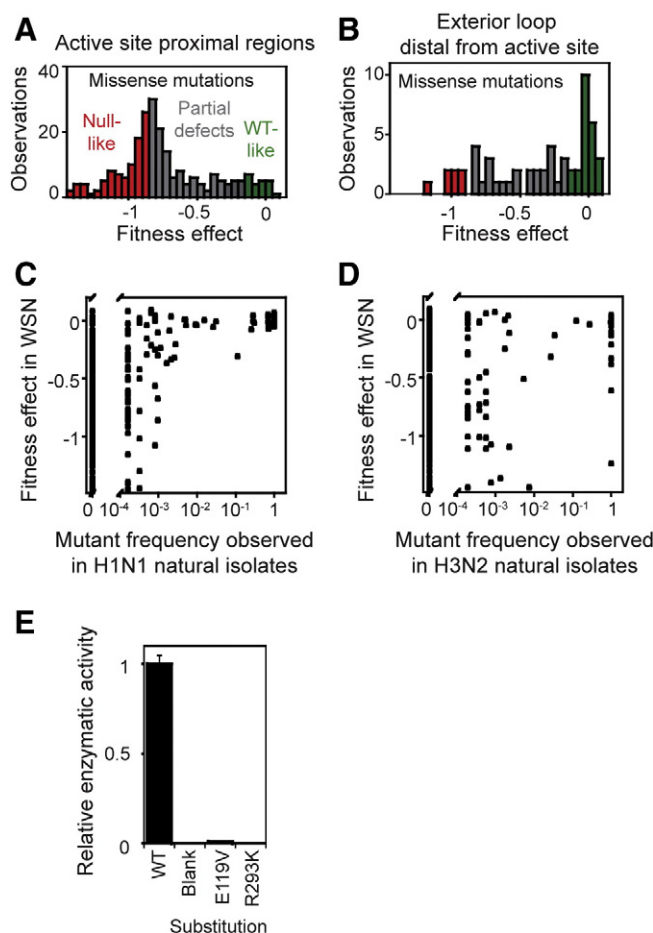 A
Active site proximal regions
Observations
40
20
0
Missense mutations
Null-
like
Partial
defects
WT-
like
-1
-0.5
0
Fitness effect
B
Exterior loop
distal from active site
Observations
10
5
0
Missense mutations
-1
-0.5
0
Fitness effect
C
Fitness effect in WSN
0
-0.5
-1
0
10-4
10-3
10-2
10-1
1
Mutant frequency observed
in H1N1 natural isolates
D
Fitness effect in WSN
0
-0.5
-1
0
10-4
10-3
10-2
10-1
1
Mutant frequency observed
in H3N2 natural isolates
E
Relative enzymatic activity
1
0.5
0
WT
Blank
E119V
R293K
Substitution